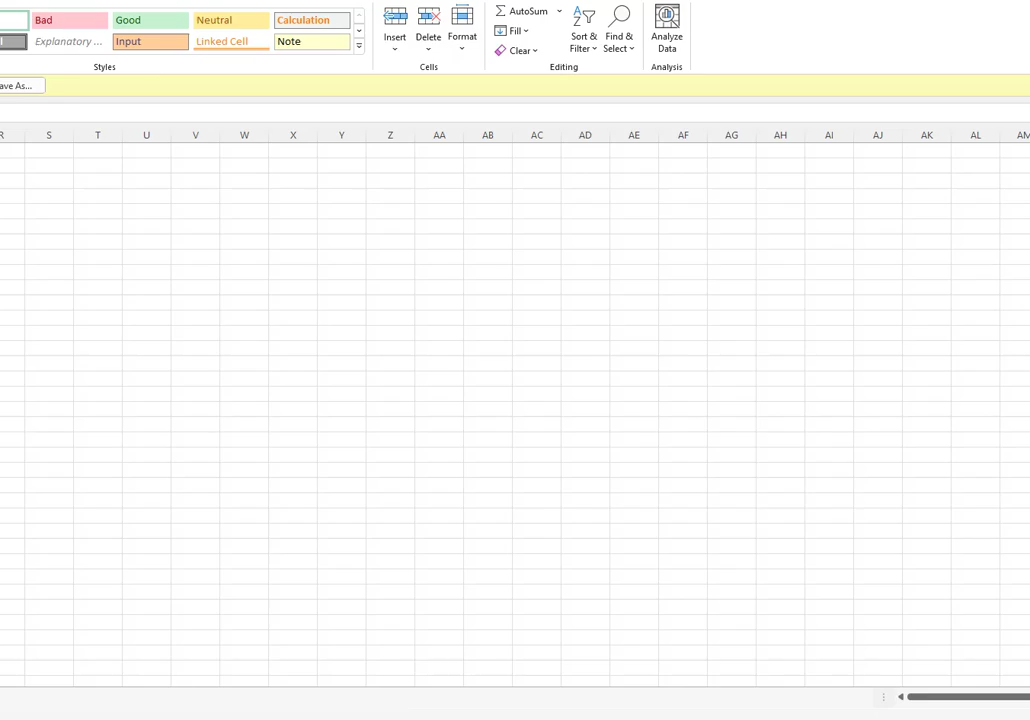 Bad Good Neutral Calculation
Explanatory ... Input Linked Cell Note
Styles
Insert Delete Format
Cells
AutoSum
Fill
Clear
Sort & Filter
Find & Select
Editing
Analyze Data
Analysis
ave As...
R S T U V W X Y Z AA AB AC AD AE AF AG AH AI AJ AK AL AM